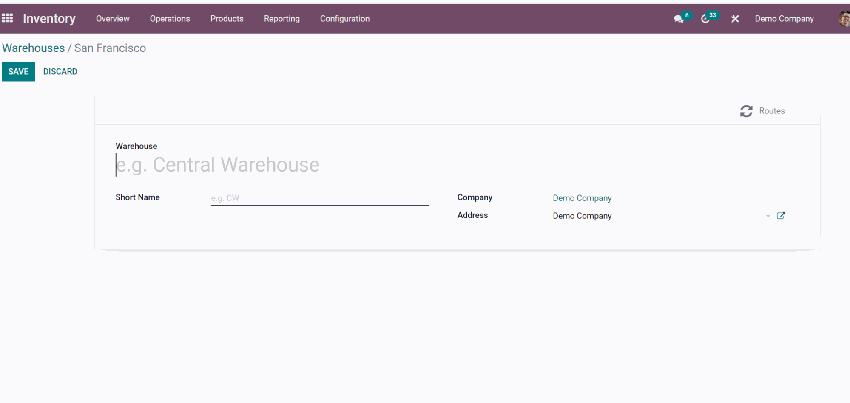 Inventory Overview Operations Products Reporting Configuration 6 33 Demo Company
Warehouses / San Francisco
SAVE DISCARD
Routes
Warehouse
e.g. Central Warehouse
Short Name e.g. CW Company Demo Company
Address Demo Company